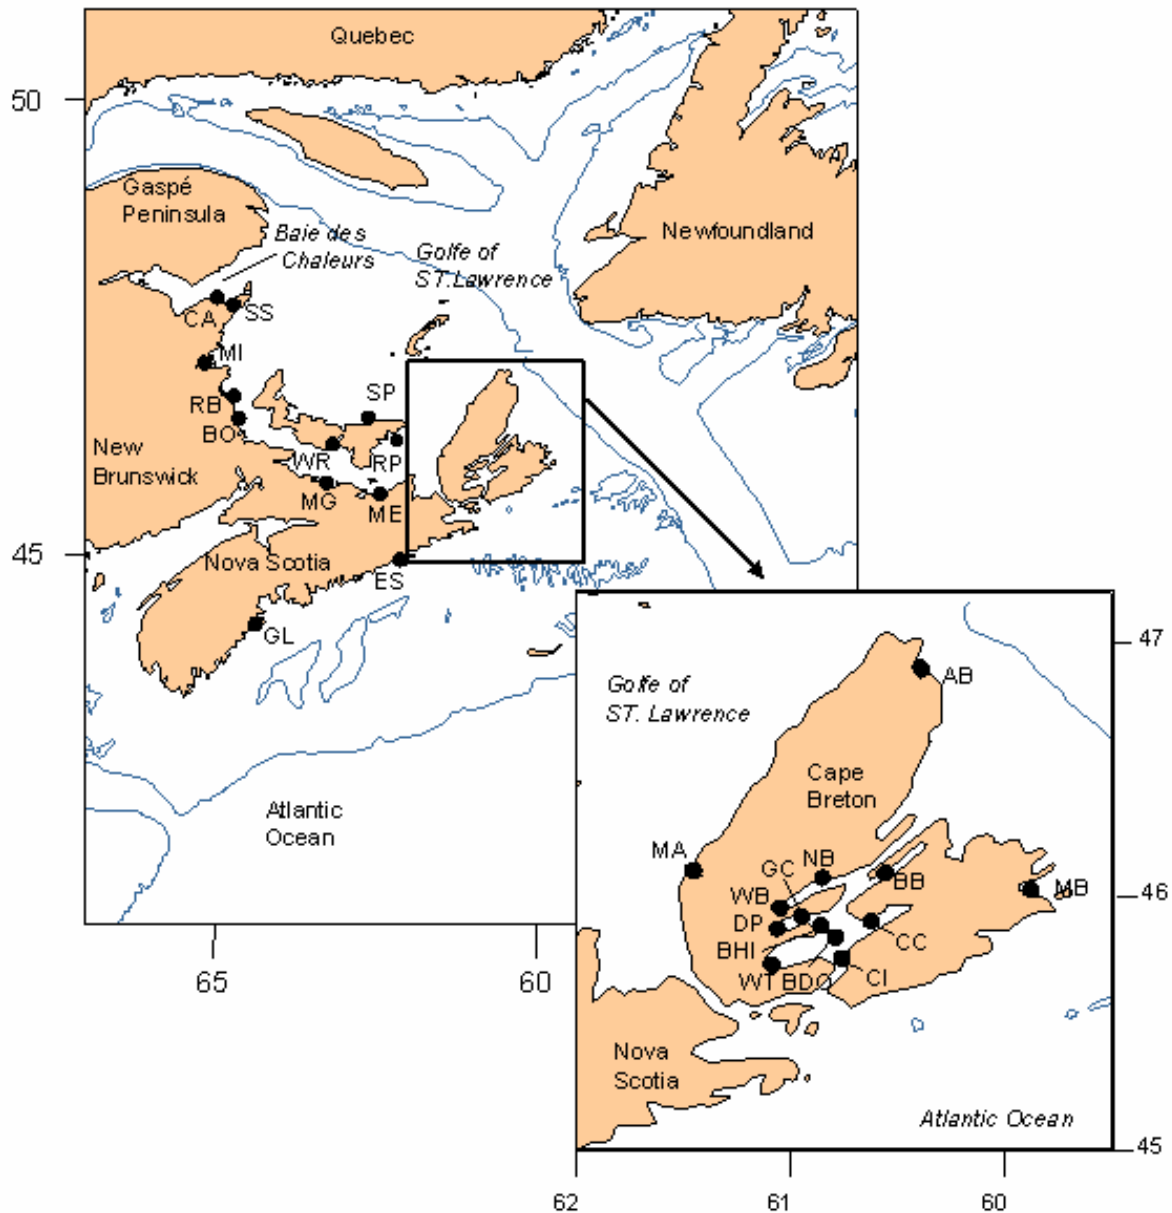 Quebec
50
Gaspé
Peninsula
Baie des
Chaleurs
Golfe of
ST.Lawrence
Newfoundland
CA
SS
MI
RB
BO
SP
New
Brunswick
WR
RP
MG
ME
45
Nova Scotia
ES
GL
Atlantic
Ocean
65
60
47
Golfe of
ST. Lawrence
AB
Cape
Breton
MA
NB
GC
BB
MB
46
WB
DP
CC
BHI
WT
BDO
CI
Nova
Scotia
Atlantic Ocean
45
62
61
60